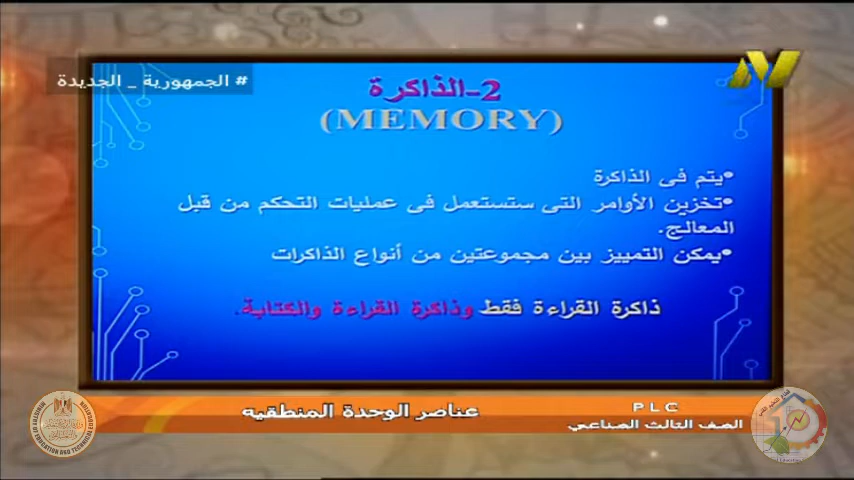 # الجمهورية _ الجديدة
2-الذاكرة
(MEMORY)
•يتم فى الذاكرة
•تخزين الأوامر التى ستستعمل فى عمليات التحكم من قبل
المعالج.
•يمكن التمييز بين مجموعتين من أنواع الذاكرات
ذاكرة القراءة فقط وذاكرة القراءة والكتابة.
PLC
عناصر الوحدة المنطقيه
الصف الثالث الصناعي